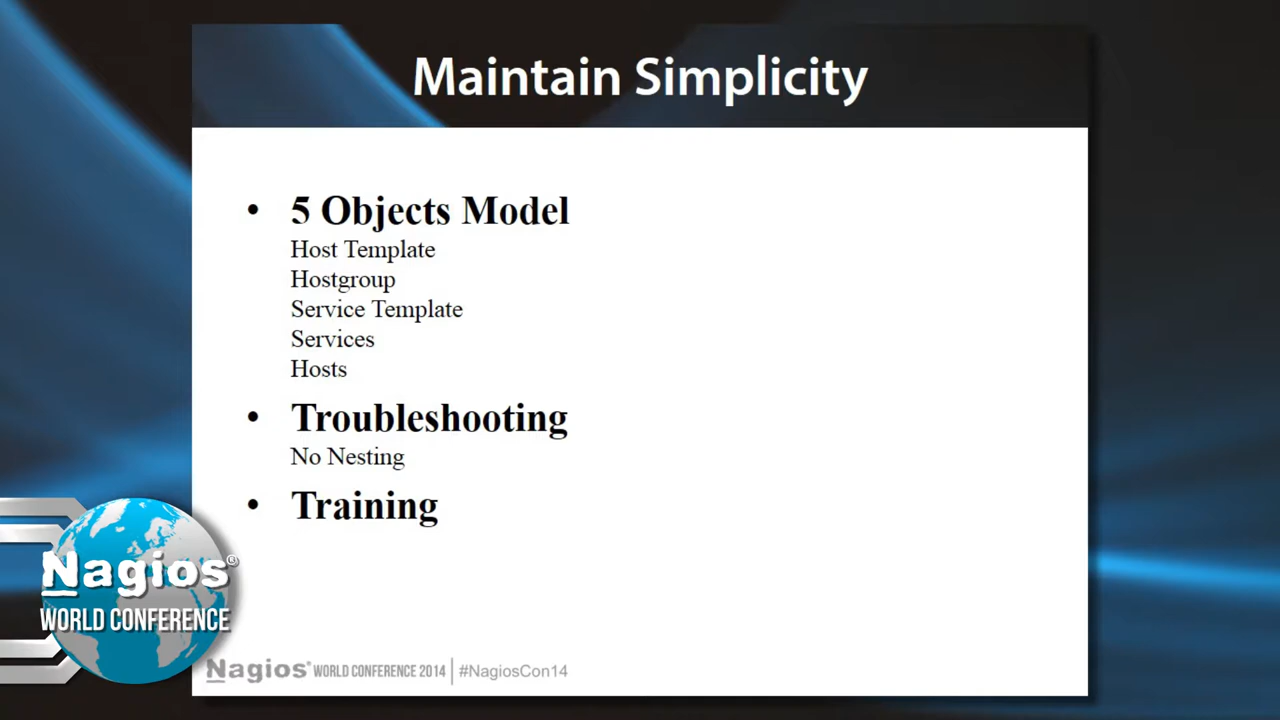 Maintain Simplicity
• 5 Objects Model
Host Template
Hostgroup
Service Template
Services
Hosts
• Troubleshooting
No Nesting
• Training
Nagios®
WORLD CONFERENCE
Nagios® WORLD CONFERENCE 2014 | #NagiosCon14